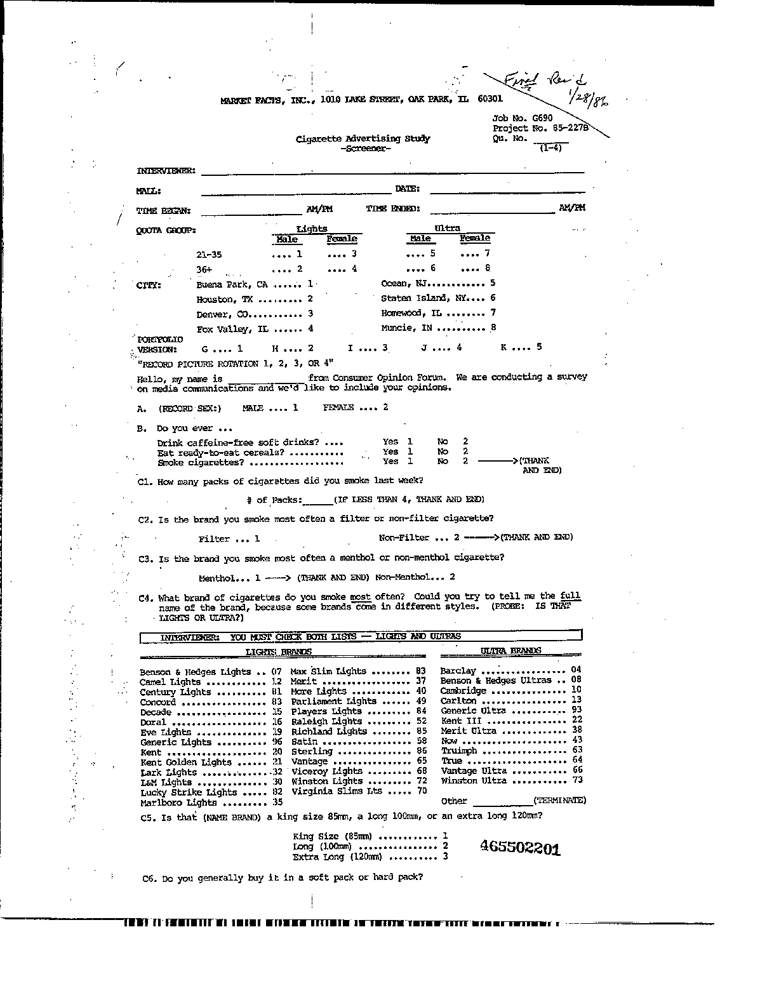 Final Rev'd
1/28/86
MARKET FACTS, INC., 1010 LAKE STREET, OAK PARK, IL 60301
Job No. G690
Project No. 85-227B
Cigarette Advertising Study Qu. No. ______
-Screener- (1-4)
INTERVIEWER: ______
MALL: ______ DATE: ______
TIME BEGAN: ______ AM/PM TIME ENDED: ______ AM/PM
QUOTA GROUP: Lights Ultra
Male Female Male Female
21-35 .... 1 .... 3 .... 5 .... 7
36+ .... 2 .... 4 .... 6 .... 8
CITY: Buena Park, CA ...... 1 Ocean, NJ............ 5
Houston, TX ......... 2 Staten Island, NY.... 6
Denver, CO........... 3 Homewood, IL ........ 7
Fox Valley, IL ...... 4 Muncie, IN .......... 8
PORTFOLIO
VERSION: G .... 1 H .... 2 I .... 3 J .... 4 K .... 5
"RECORD PICTURE ROTATION 1, 2, 3, OR 4"
Hello, my name is ______ from Consumer Opinion Forum. We are conducting a survey
on media communications and we'd like to include your opinions.
A. (RECORD SEX:) MALE .... 1 FEMALE .... 2
B. Do you ever ...
Drink caffeine-free soft drinks? .... Yes 1 No 2
Eat ready-to-eat cereals? ........... Yes 1 No 2
Smoke cigarettes? ................... Yes 1 No 2 ------>(THANK
AND END)
C1. How many packs of cigarettes did you smoke last week?
# of Packs:______(IF LESS THAN 4, THANK AND END)
C2. Is the brand you smoke most often a filter or non-filter cigarette?
Filter ... 1 Non-Filter ... 2 ------>(THANK AND END)
C3. Is the brand you smoke most often a menthol or non-menthol cigarette?
Menthol... 1 ----> (THANK AND END) Non-Menthol... 2
C4. What brand of cigarettes do you smoke most often? Could you try to tell me the full
name of the brand, because some brands come in different styles. (PROBE: IS THAT
LIGHTS OR ULTRA?)
INTERVIEWER: YOU MUST CHECK BOTH LISTS -- LIGHTS AND ULTRAS
LIGHTS BRANDS ULTRA BRANDS
Benson & Hedges Lights .. 07 Max Slim Lights ........ 83 Barclay ................ 04
Camel Lights ............ 12 Merit .................. 37 Benson & Hedges Ultras .. 08
Century Lights .......... 81 More Lights ............ 40 Cambridge .............. 10
Concord ................. 83 Parliament Lights ...... 49 Carlton ................ 13
Decade .................. 15 Players Lights ......... 84 Generic Ultra ........... 93
Doral ................... 16 Raleigh Lights ......... 52 Kent III ................ 22
Eve Lights .............. 19 Richland Lights ........ 85 Merit Ultra ............. 38
Generic Lights .......... 96 Satin .................. 58 Now ..................... 43
Kent .................... 20 Sterling ............... 86 Truimph ................. 63
Kent Golden Lights ...... 21 Vantage ................ 65 True .................... 64
Lark Lights ..............32 Viceroy Lights ......... 68 Vantage Ultra ........... 66
L&M Lights .............. 30 Winston Lights ......... 72 Winston Ultra ........... 73
Lucky Strike Lights ..... 82 Virginia Slims Lts ..... 70
Marlboro Lights ......... 35 Other __________(TERMINATE)
C5. Is that (NAME BRAND) a king size 85mm, a long 100mm, or an extra long 120mm?
King Size (85mm) ............ 1
Long (100mm) ................ 2
Extra Long (120mm) .......... 3
465502201
C6. Do you generally buy it in a soft pack or hard pack?